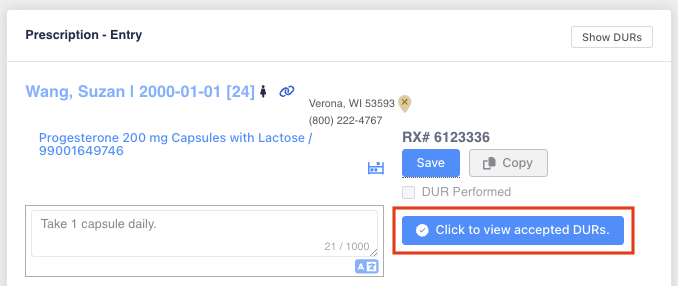 Prescription - Entry
Show DURs
Wang, Suzan | 2000-01-01 [24]
Verona, WI 53593
(800) 222-4767
Progesterone 200 mg Capsules with Lactose /
99001649746
RX# 6123336
Save
Copy
DUR Performed
Take 1 capsule daily.
21 / 1000
Click to view accepted DURs.